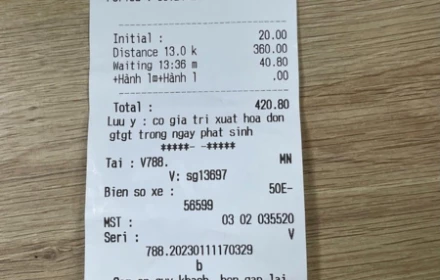 Initial : 20.00
Distance 13.0 k 360.00
Waiting 13:36 m 40.80
+Hành lm+Hành l .00
Total : 420.80
Luu y : co gia tri xuat hoa don
gtgt trong ngay phat sinh
*****- -*****
Tai : V788. MN
V: sg13697
Bien so xe : 50E-
56599
MST : 03 02 035520
Seri : V
788.20230111170329
b